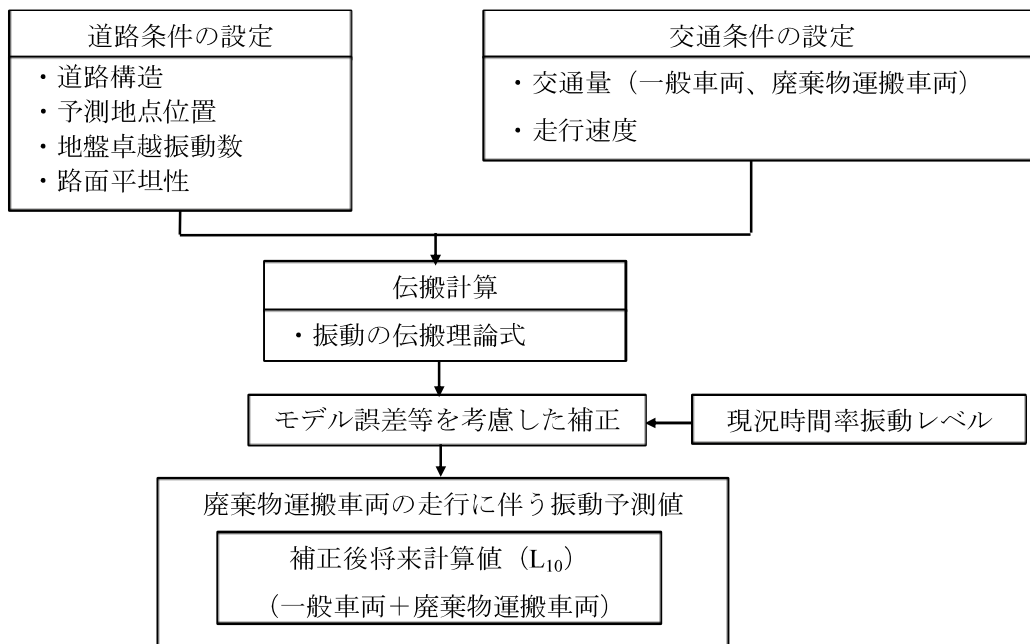 道路条件の設定
・道路構造
・予測地点位置
・地盤卓越振動数
・路面平坦性
交通条件の設定
・交通量（一般車両、廃棄物運搬車両）
・走行速度
伝搬計算
・振動の伝搬理論式
モデル誤差等を考慮した補正
現況時間率振動レベル
廃棄物運搬車両の走行に伴う振動予測値
補正後将来計算値（L₁₀）
（一般車両＋廃棄物運搬車両）